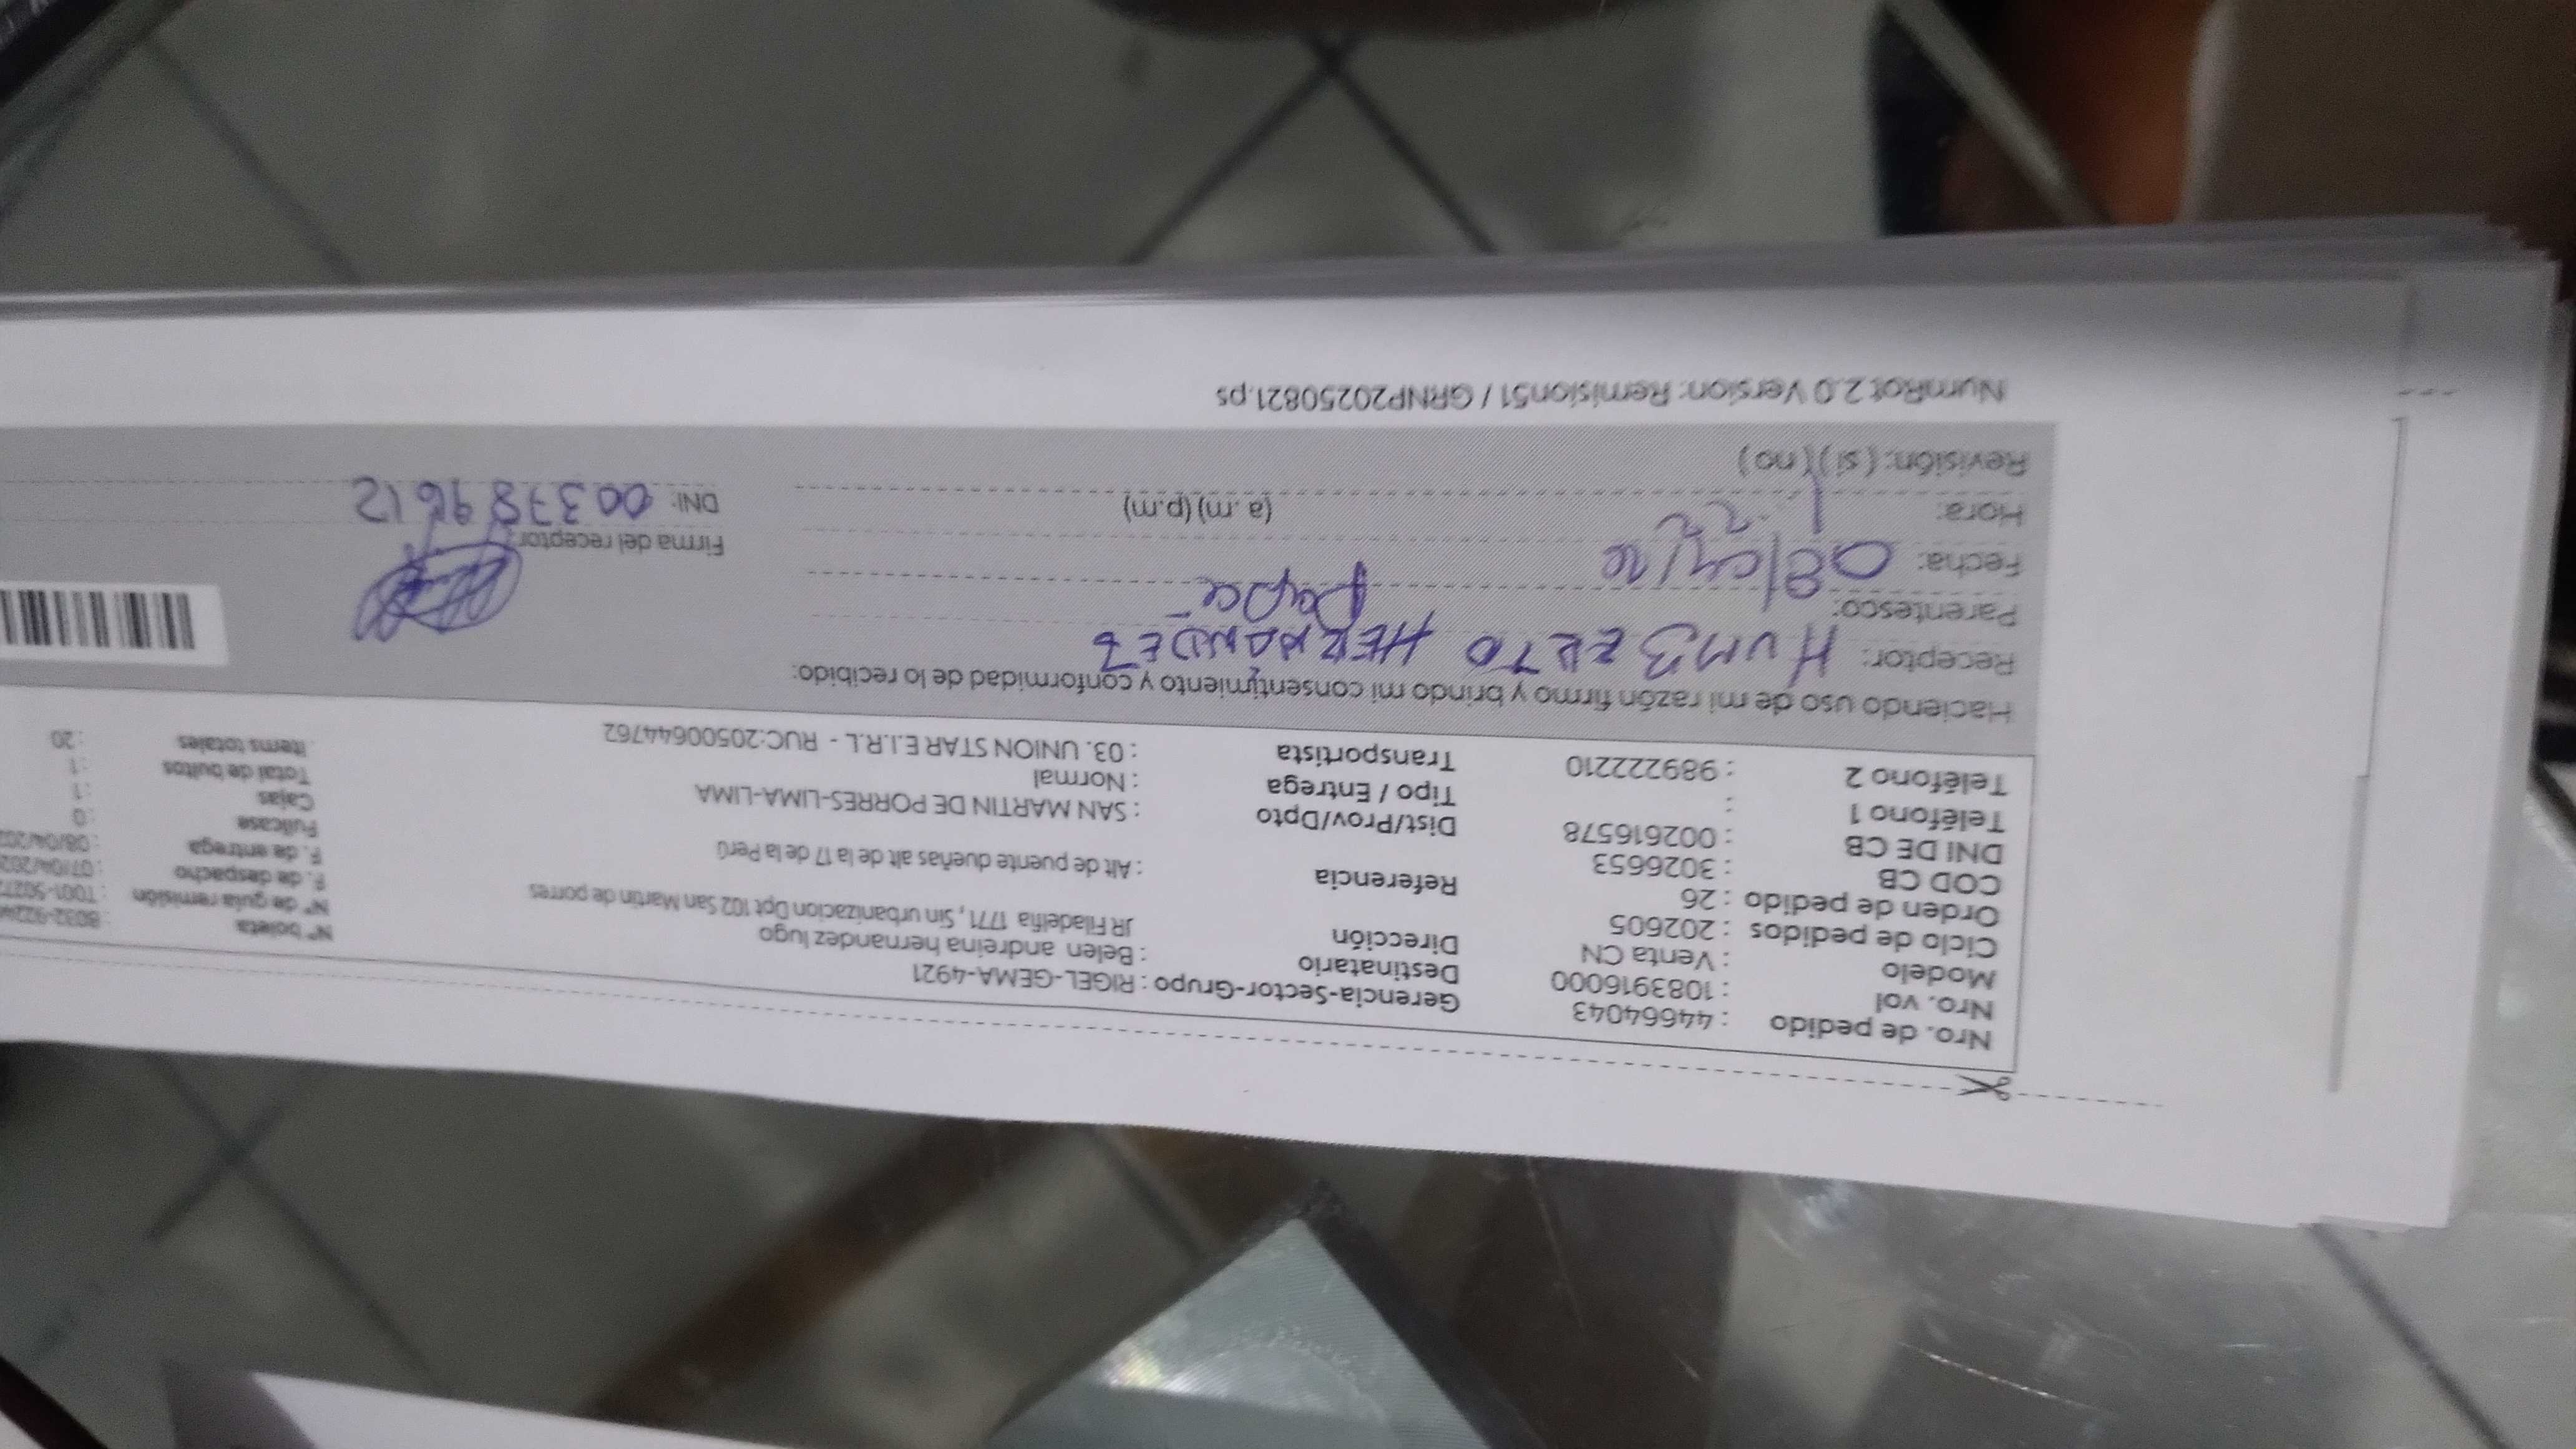 Nro. de pedido : 44664043 Gerencia-Sector-Grupo : RIGEL-GEMA-4921
Nro. vol : 1083916000 Destinatario : Belen andreina hernandez lugo Nº boleta
Modelo : Venta CN Dirección JR Filadelfia 1771, Sin urbanizacion Dpt 102 San Martin de porres Nº de guía remisión
Ciclo de pedidos : 202605 F. de despacho
Orden de pedido : 26 Referencia : Alt de puente dueñas alt de la 17 de la Perú F. de entrega
COD CB : 3026653 Fullcase : 0
DNI DE CB : 002616578 Dist/Prov/Dpto : SAN MARTIN DE PORRES-LIMA-LIMA Cajas : 1
Teléfono 1 : Tipo / Entrega : Normal Total de bultos : 1
Teléfono 2 : 989222210 Transportista : 03. UNION STAR E.I.R.L - RUC:20500644762 Items totales : 20
Haciendo uso de mi razón firmo y brindo mi consentimiento y conformidad de lo recibido:
Receptor: HUMBERTO HERNANDEZ
Parentesco: papa
Fecha: 08/04/26 Firma del receptor:
Hora: (a.m) (p.m) DNI:
Revisión: (si) (no)
NumRot 2.0 Version: Remision51 / GRNP20250821.ps